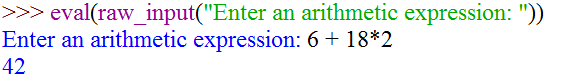 >>> eval(raw_input("Enter an arithmetic expression: "))
Enter an arithmetic expression: 6 + 18*2
42